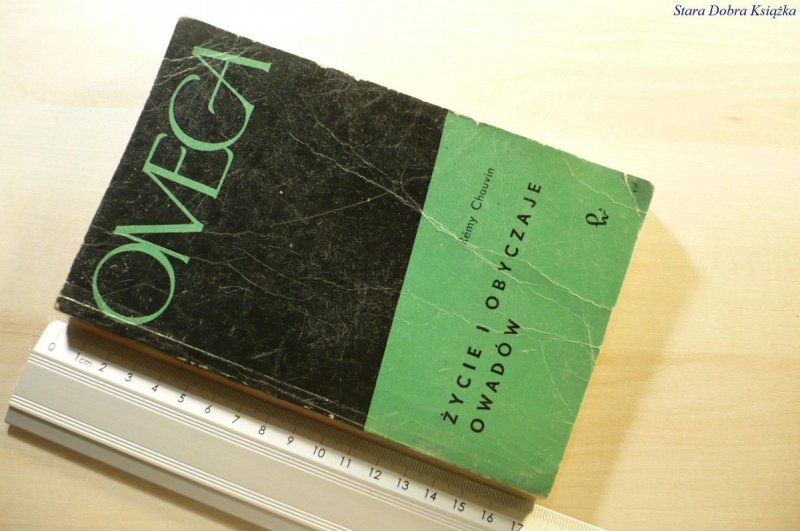 Stara Dobra Książka
OMEGA
Rémy Chauvin
ŻYCIE I OBYCZAJE
OWADÓW
0 1cm 2 3 4 5 6 7 8 9 10 11 12 13 14 15 16 17